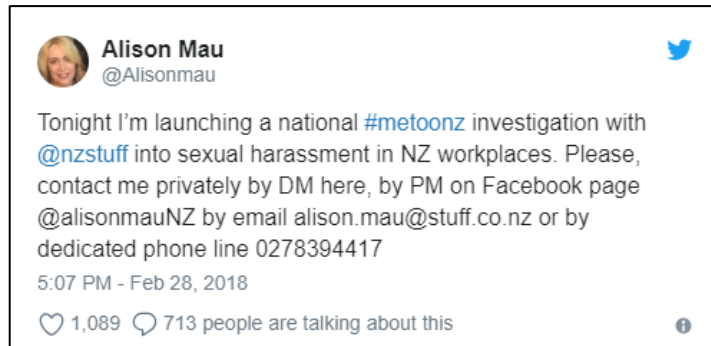 Alison Mau
@Alisonmau
Tonight I'm launching a national #metoonz investigation with
@nzstuff into sexual harassment in NZ workplaces. Please,
contact me privately by DM here, by PM on Facebook page
@alisonmauNZ by email alison.mau@stuff.co.nz or by
dedicated phone line 0278394417
5:07 PM - Feb 28, 2018
1,089 713 people are talking about this